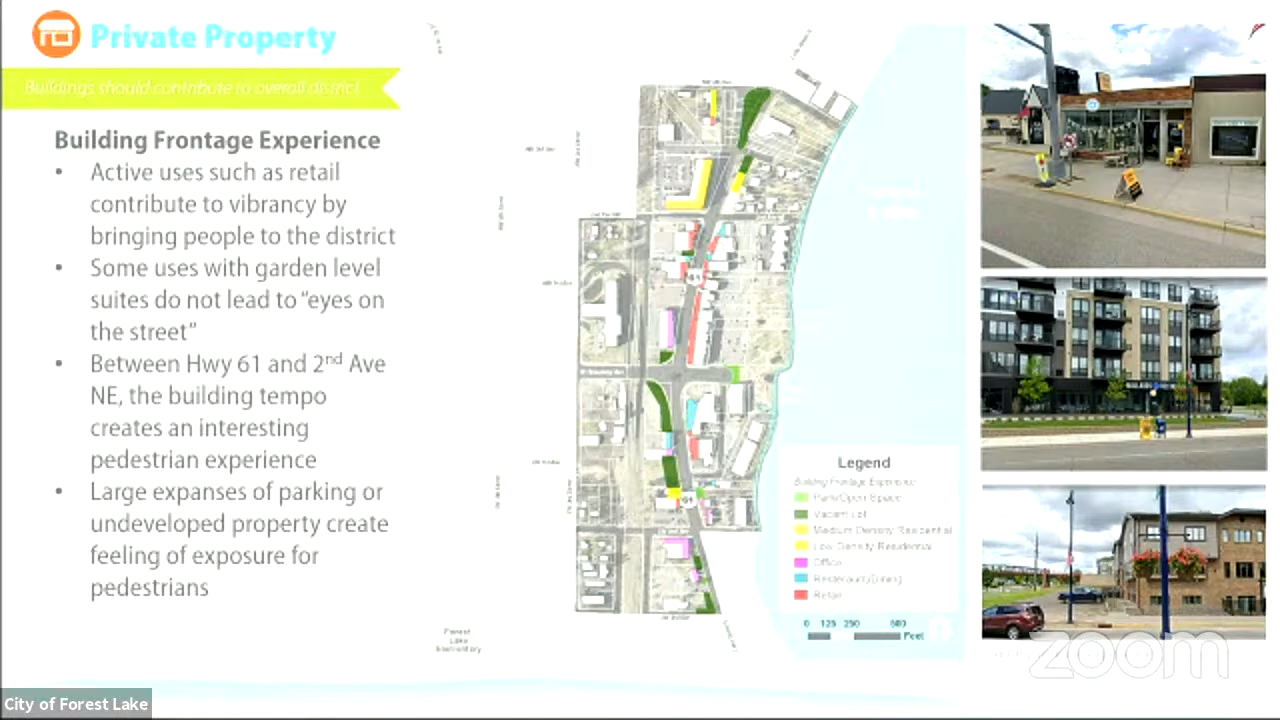 Private Property
Buildings should contribute to overall district
Building Frontage Experience
• Active uses such as retail
contribute to vibrancy by
bringing people to the district
• Some uses with garden level
suites do not lead to “eyes on
the street”
• Between Hwy 61 and 2nd Ave
NE, the building tempo
creates an interesting
pedestrian experience
• Large expanses of parking or
undeveloped property create
feeling of exposure for
pedestrians
61
61
Forest
Lake
Elementary
Legend
Building Frontage Experience
Park/Open Space
Vacant Lot
Medium Density Residential
Low Density Residential
Office
Restaurant/Dining
Retail
0 125 250 500
Feet
zoom
City of Forest Lake